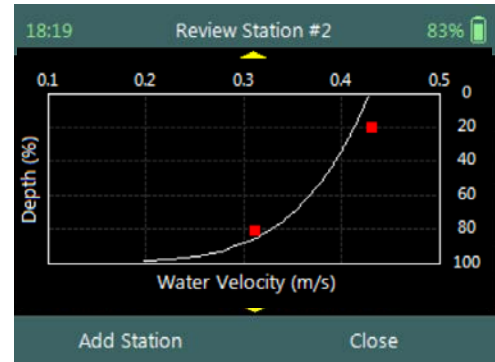 18:19 Review Station #2 83%
0.1 0.2 0.3 0.4 0.5
0
20
40
60
80
100
Depth (%)
Water Velocity (m/s)
Add Station Close